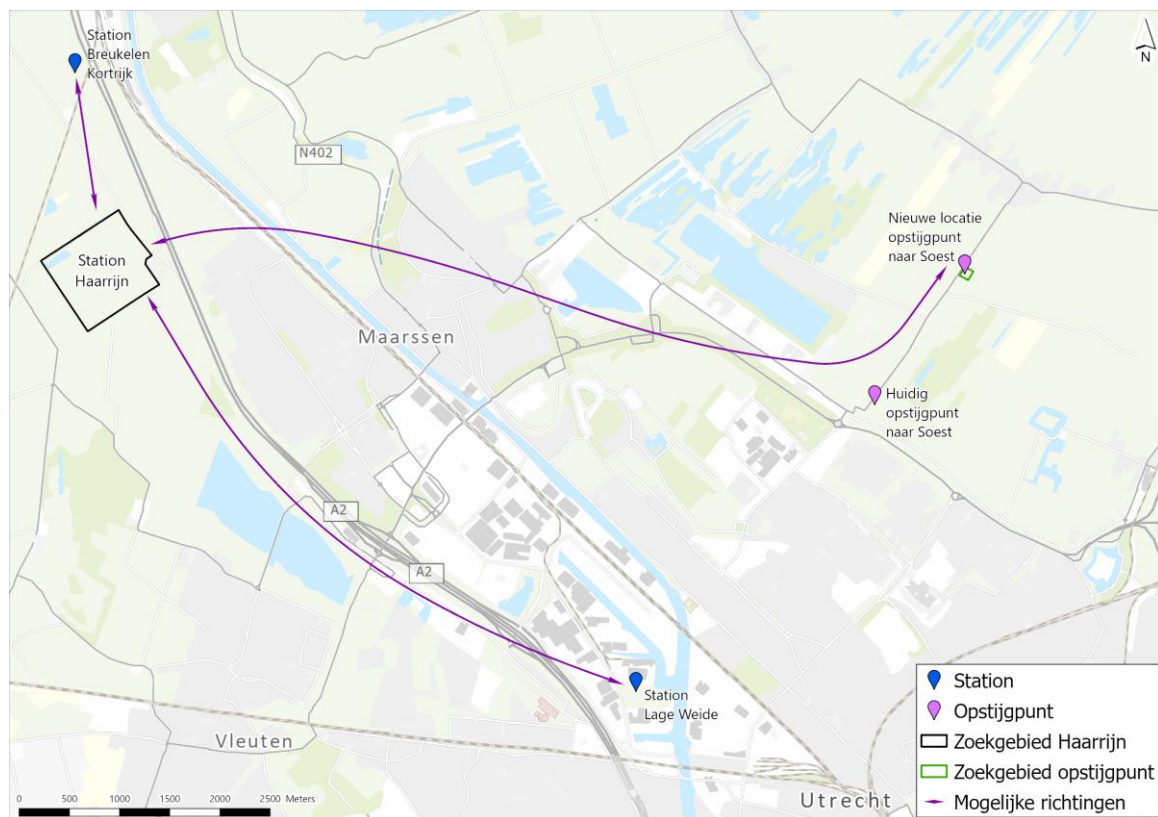 Station
Breukelen
Kortrijk
N
N402
Nieuwe locatie
opstijgpunt
naar Soest
Station
Haarrijn
Maarssen
Huidig
opstijgpunt
naar Soest
A2
A2
Station
Lage Weide
Vleuten
Utrecht
Station
Opstijgpunt
Zoekgebied Haarrijn
Zoekgebied opstijgpunt
Mogelijke richtingen
0 500 1000 1500 2000 2500 Meters